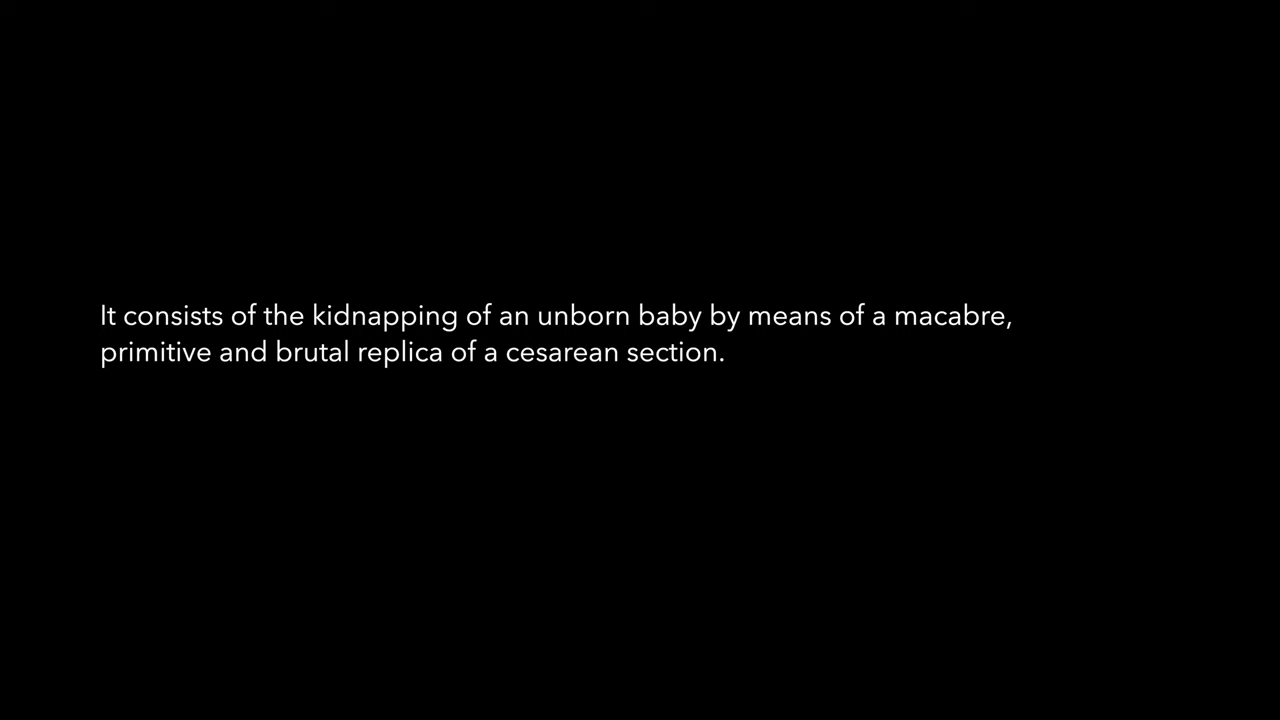 It consists of the kidnapping of an unborn baby by means of a macabre,
primitive and brutal replica of a cesarean section.